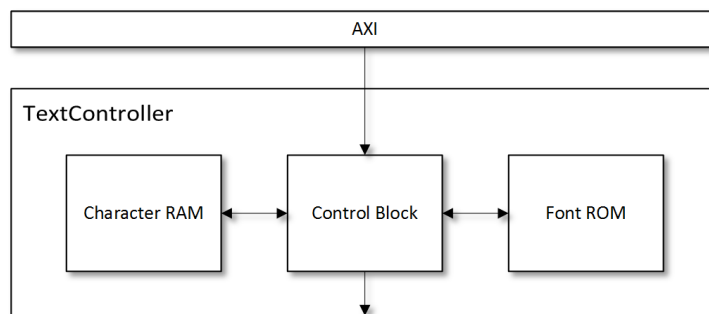 AXI
TextController
Character RAM
Control Block
Font ROM